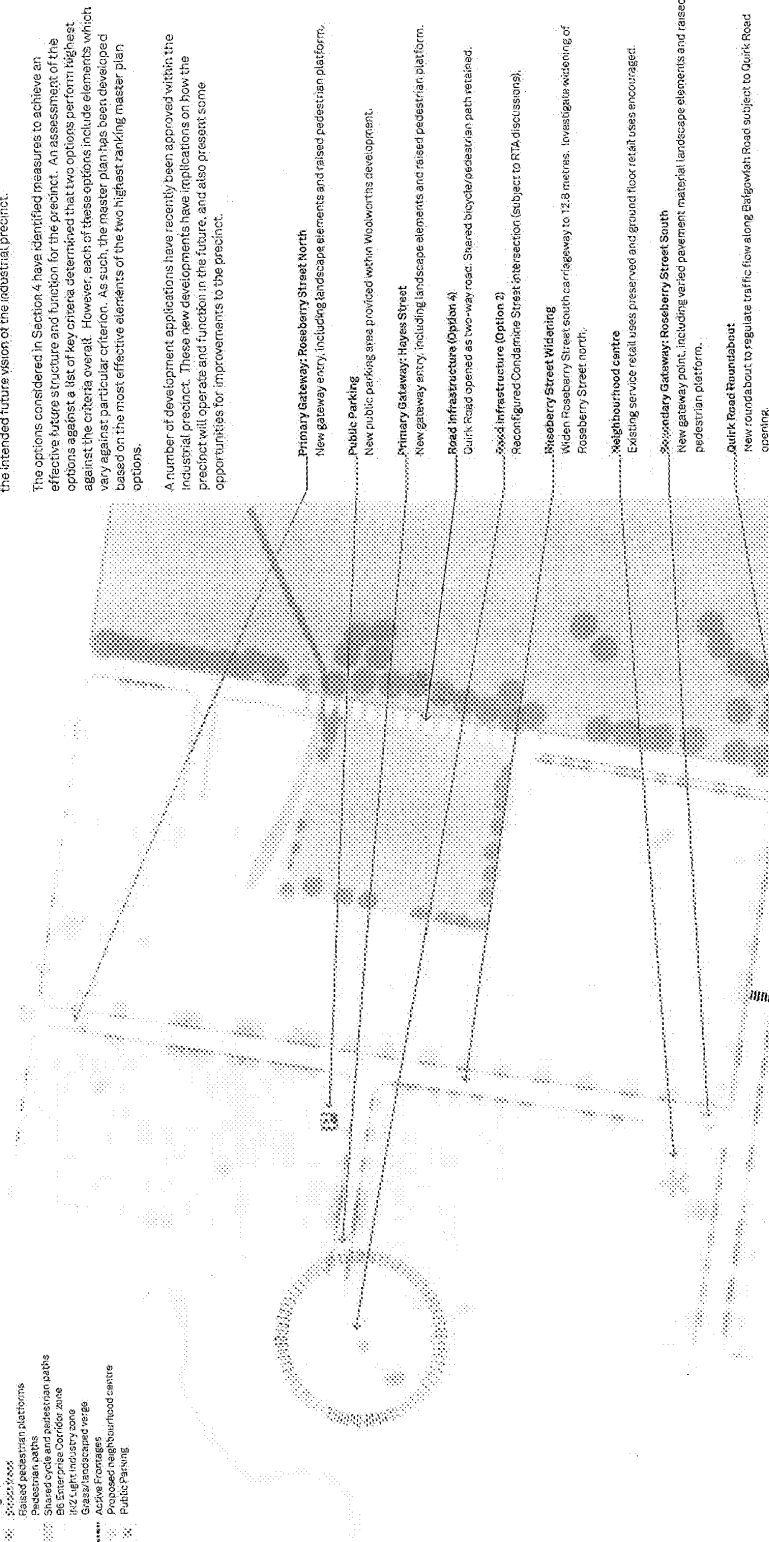 the intended future vision of the industrial precinct.
The options considered in Section 4 have identified measures to achieve an
effective future structure and function for the precinct. An assessment of the
options against a list of key criteria determined that two options perform highest
against the criteria overall. However, each of these options include elements which
vary against particular criterion. As such, the master plan has been developed
based on the most effective elements of the two highest ranking master plan
options.
A number of development applications have recently been approved within the
industrial precinct. These new developments have implications on how the
precinct will operate and function in the future, and also present some
opportunities for improvements to the precinct.
Primary Gateway: Roseberry Street North
New gateway entry, including landscape elements and raised pedestrian platform.
Public Parking
New public parking area provided within Woolworths development.
Primary Gateway: Hayes Street
New gateway entry, including landscape elements and raised pedestrian platform.
Road Infrastructure (Option 4)
Quirk Road opened as two-way road. Shared bicycle/pedestrian path retained.
Road Infrastructure (Option 2)
Reconfigured Condamine Street intersection (subject to RTA discussions).
Roseberry Street Widening
Widen Roseberry Street south carriageway to 12.8 metres. Investigate widening of
Roseberry Street north.
Neighbourhood centre
Existing service retail uses preserved and ground floor retail uses encouraged.
Secondary Gateway: Roseberry Street South
New gateway point, including varied pavement material landscape elements and raised
pedestrian platform.
Quirk Road Roundabout
New roundabout to regulate traffic flow along Balgowlah Road subject to Quirk Road
opening.
Street trees
Raised pedestrian platforms
Pedestrian paths
Shared cycle and pedestrian paths
B6 Enterprise Corridor zone
IN2 Light Industry zone
Grass/landscaped verge
Active Frontages
Proposed neighbourhood centre
Public Parking